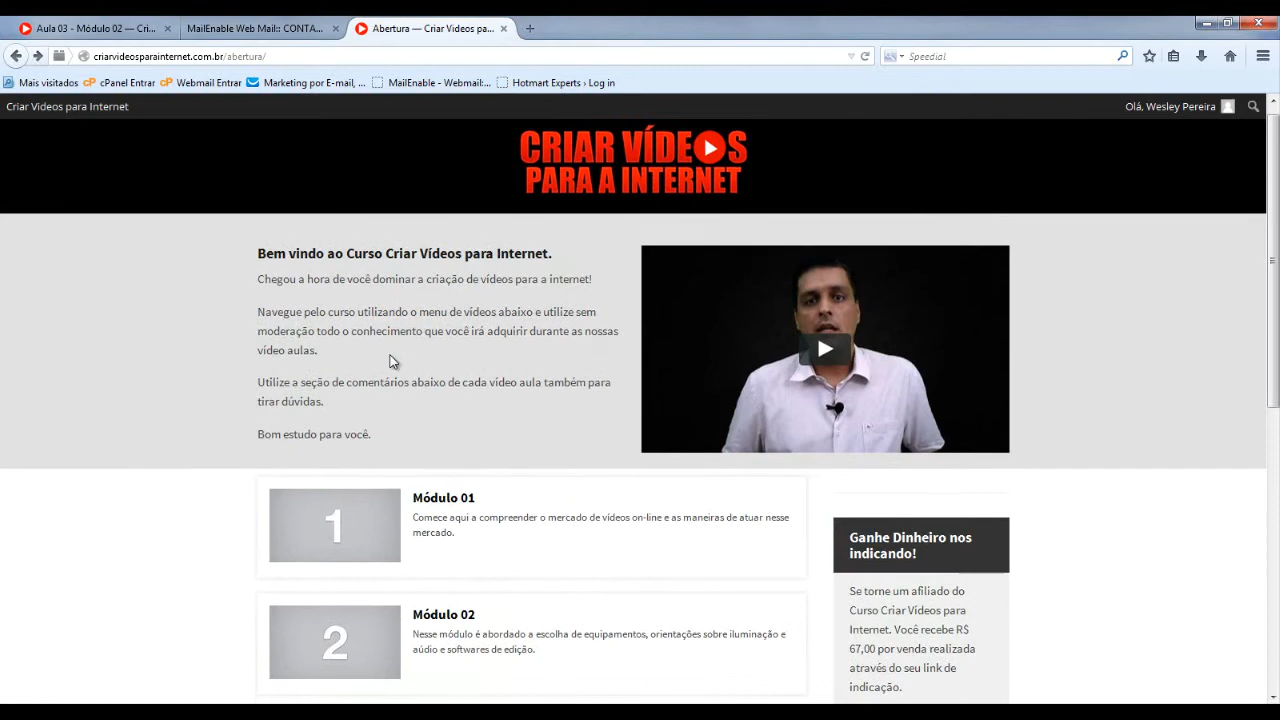 Aula 03 - Módulo 02 — Cri...
MailEnable Web Mail:: CONTA...
Abertura — Criar Vídeos pa...
criarvideosparainternet.com.br/abertura/
Speedial
Mais visitados
cPanel Entrar
Webmail Entrar
Marketing por E-mail, ...
MailEnable - Webmail:...
Hotmart Experts › Log in
Criar Vídeos para Internet
Olá, Wesley Pereira
CRIAR VÍDEOS
PARA A INTERNET
Bem vindo ao Curso Criar Vídeos para Internet.
Chegou a hora de você dominar a criação de vídeos para a internet!
Navegue pelo curso utilizando o menu de vídeos abaixo e utilize sem
moderação todo o conhecimento que você irá adquirir durante as nossas
vídeo aulas.
Utilize a seção de comentários abaixo de cada vídeo aula também para
tirar dúvidas.
Bom estudo para você.
1
Módulo 01
Comece aqui a compreender o mercado de vídeos on-line e as maneiras de atuar nesse
mercado.
2
Módulo 02
Nesse módulo é abordado a escolha de equipamentos, orientações sobre iluminação e
aúdio e softwares de edição.
Ganhe Dinheiro nos
indicando!
Se torne um afiliado do
Curso Criar Vídeos para
Internet. Você recebe R$
67,00 por venda realizada
através do seu link de
indicação.